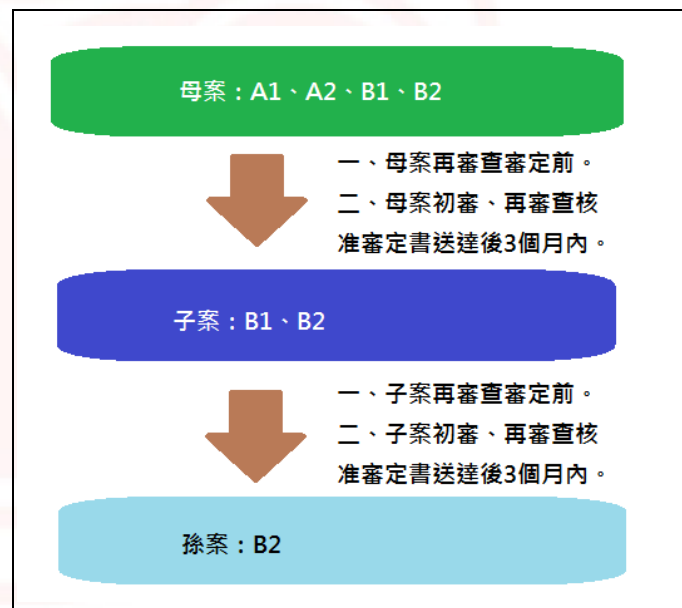 母案：A1、A2、B1、B2
一、母案再審查審定前。
二、母案初審、再審查核
准審定書送達後3個月內。
子案：B1、B2
一、子案再審查審定前。
二、子案初審、再審查核
准審定書送達後3個月內。
孫案：B2